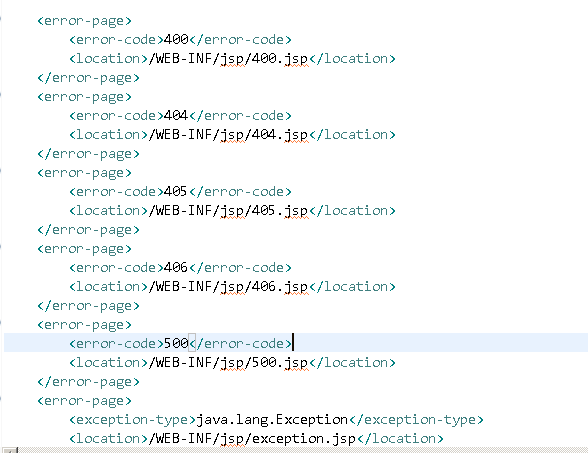 <error-page>
<error-code>400</error-code>
<location>/WEB-INF/jsp/400.jsp</location>
</error-page>
<error-page>
<error-code>404</error-code>
<location>/WEB-INF/jsp/404.jsp</location>
</error-page>
<error-page>
<error-code>405</error-code>
<location>/WEB-INF/jsp/405.jsp</location>
</error-page>
<error-page>
<error-code>406</error-code>
<location>/WEB-INF/jsp/406.jsp</location>
</error-page>
<error-page>
<error-code>500</error-code>
<location>/WEB-INF/jsp/500.jsp</location>
</error-page>
<error-page>
<exception-type>java.lang.Exception</exception-type>
<location>/WEB-INF/jsp/exception.jsp</location>